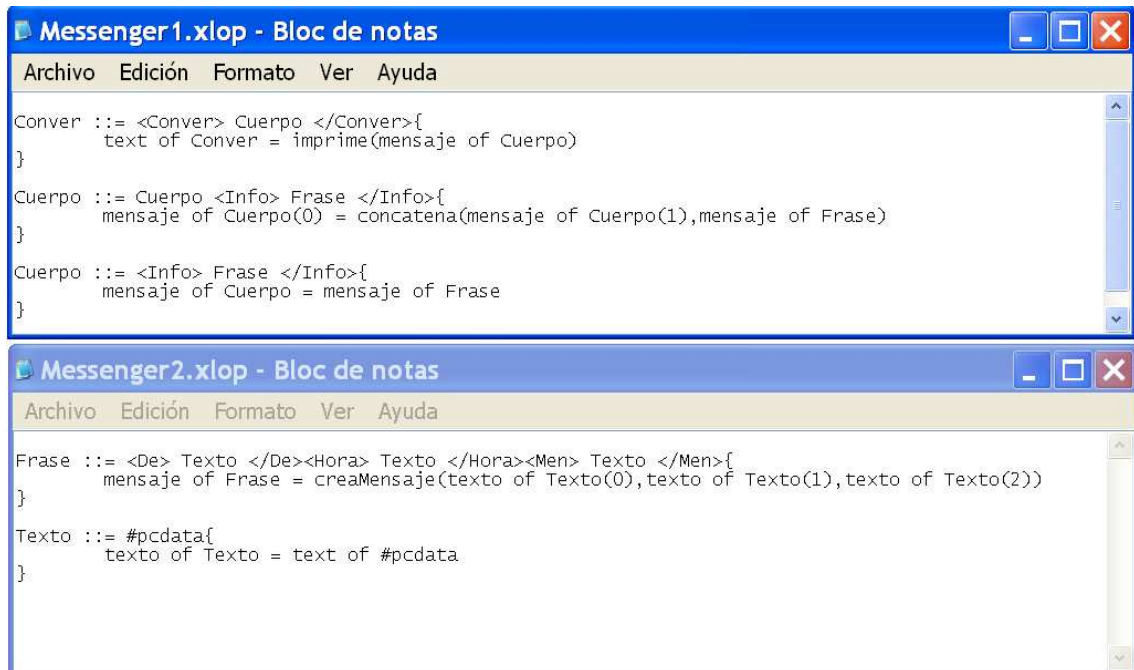 Messenger1.xlop - Bloc de notas
Archivo Edición Formato Ver Ayuda
Conver ::= <Conver> Cuerpo </Conver>{
text of Conver = imprime(mensaje of Cuerpo)
}
Cuerpo ::= Cuerpo <Info> Frase </Info>{
mensaje of Cuerpo(0) = concatena(mensaje of Cuerpo(1),mensaje of Frase)
}
Cuerpo ::= <Info> Frase </Info>{
mensaje of Cuerpo = mensaje of Frase
}
Messenger2.xlop - Bloc de notas
Archivo Edición Formato Ver Ayuda
Frase ::= <De> Texto </De><Hora> Texto </Hora><Men> Texto </Men>{
mensaje of Frase = creaMensaje(texto of Texto(0),texto of Texto(1),texto of Texto(2))
}
Texto ::= #pcdata{
texto of Texto = text of #pcdata
}